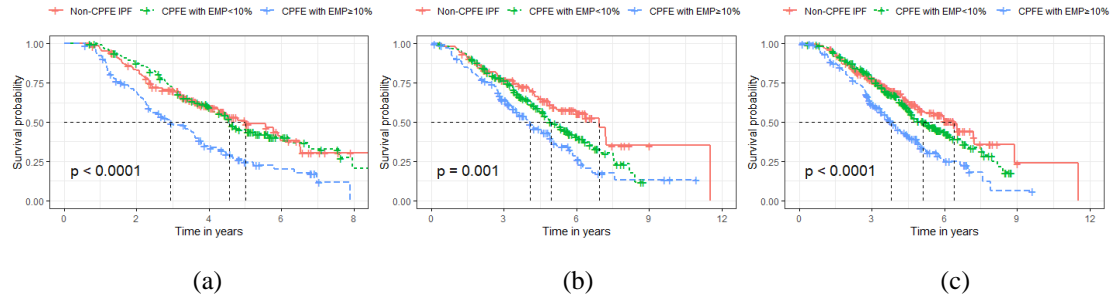 Non-CPFE IPF CPFE with EMP<10% CPFE with EMP≥10%
Survival probability
1.00
0.75
0.50
0.25
0.00
p < 0.0001
0 2 4 6 8
Time in years
(a)
Non-CPFE IPF CPFE with EMP<10% CPFE with EMP≥10%
Survival probability
1.00
0.75
0.50
0.25
0.00
p = 0.001
0 3 6 9 12
Time in years
(b)
Non-CPFE IPF CPFE with EMP<10% CPFE with EMP≥10%
Survival probability
1.00
0.75
0.50
0.25
0.00
p < 0.0001
0 3 6 9 12
Time in years
(c)